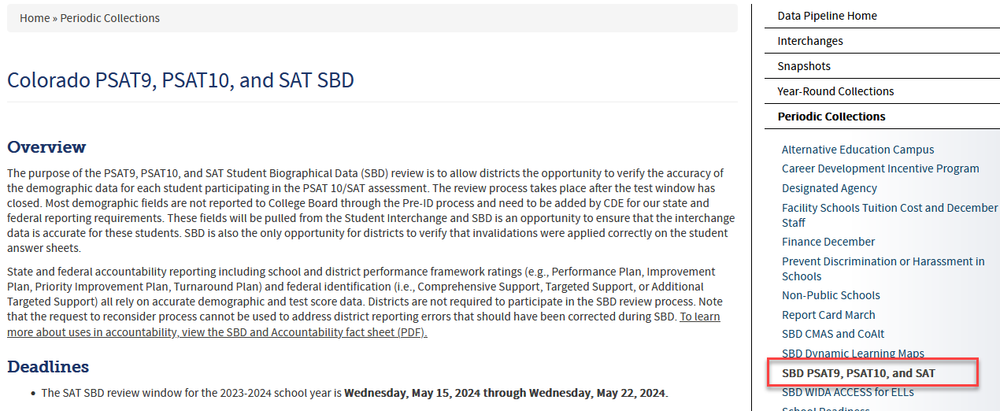 Home » Periodic Collections
Colorado PSAT9, PSAT10, and SAT SBD
Overview
The purpose of the PSAT9, PSAT10, and SAT Student Biographical Data (SBD) review is to allow districts the opportunity to verify the accuracy of
the demographic data for each student participating in the PSAT 10/SAT assessment. The review process takes place after the test window has
closed. Most demographic fields are not reported to College Board through the Pre-ID process and need to be added by CDE for our state and
federal reporting requirements. These fields will be pulled from the Student Interchange and SBD is an opportunity to ensure that the interchange
data is accurate for these students. SBD is also the only opportunity for districts to verify that invalidations were applied correctly on the student
answer sheets.
State and federal accountability reporting including school and district performance framework ratings (e.g., Performance Plan, Improvement
Plan, Priority Improvement Plan, Turnaround Plan) and federal identification (i.e., Comprehensive Support, Targeted Support, or Additional
Targeted Support) all rely on accurate demographic and test score data. Districts are not required to participate in the SBD review process. Note
that the request to reconsider process cannot be used to address district reporting errors that should have been corrected during SBD. To learn
more about uses in accountability, view the SBD and Accountability fact sheet (PDF).
Deadlines
• The SAT SBD review window for the 2023-2024 school year is Wednesday, May 15, 2024 through Wednesday, May 22, 2024.
Data Pipeline Home
Interchanges
Snapshots
Year-Round Collections
Periodic Collections
Alternative Education Campus
Career Development Incentive Program
Designated Agency
Facility Schools Tuition Cost and December
Staff
Finance December
Prevent Discrimination or Harassment in
Schools
Non-Public Schools
Report Card March
SBD CMAS and CoAlt
SBD Dynamic Learning Maps
SBD PSAT9, PSAT10, and SAT
SBD WIDA ACCESS for ELLs
School Readiness